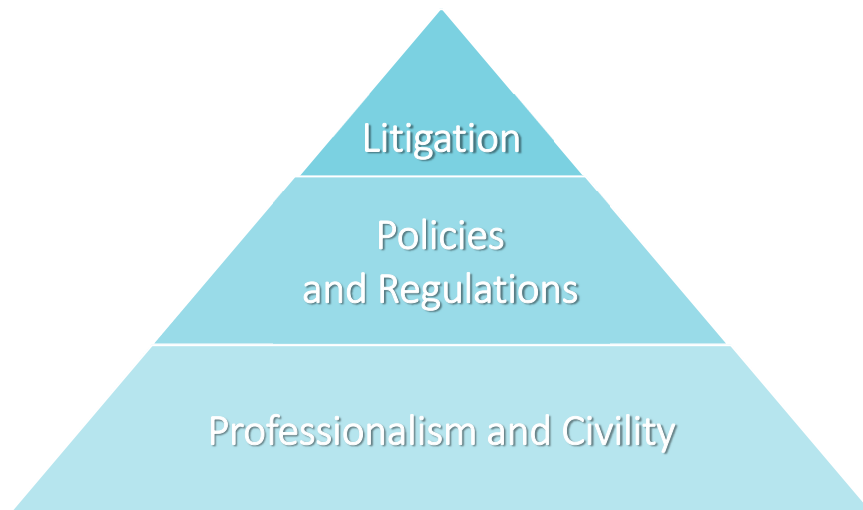 Litigation
Policies
and Regulations
Professionalism and Civility